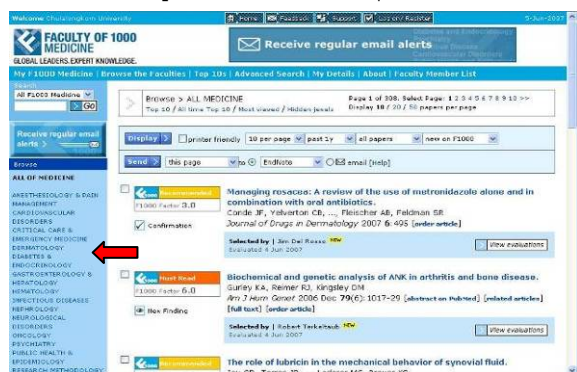 Welcome Chulalongkorn University
Home Feedback Support Log on/ Register
5-Jun-2007
FACULTY OF 1000
MEDICINE
GLOBAL LEADERS. EXPERT KNOWLEDGE.
Receive regular email alerts
My F1000 Medicine | Browse the Faculties | Top 10s | Advanced Search | My Details | About | Faculty Member List
Search
All F1000 Medicine
GO
Receive regular email
alerts >
Browse
ALL OF MEDICINE
ANESTHESIOLOGY & PAIN
MANAGEMENT
CARDIOVASCULAR
DISORDERS
CRITICAL CARE &
EMERGENCY MEDICINE
DERMATOLOGY
DIABETES &
ENDOCRINOLOGY
GASTROENTEROLOGY &
HEPATOLOGY
HEMATOLOGY
INFECTIOUS DISEASES
NEPHROLOGY
NEUROLOGICAL
DISORDERS
ONCOLOGY
PSYCHIATRY
PUBLIC HEALTH &
EPIDEMIOLOGY
RESEARCH METHODOLOGY
Browse > ALL MEDICINE
Top 10 / All time Top 10 / Most viewed / Hidden jewels
Page 1 of 308. Select Page: 1 2 3 4 5 6 7 8 9 10 >>
Display 10 / 20 / 50 papers per page
Display > printer friendly 10 per page past 1y all papers new on F1000
Send > this page to EndNote email [Help]
Recommended
F1000 Factor 3.0
Confirmation
Managing rosacea: A review of the use of metronidazole alone and in
combination with oral antibiotics.
Conde JF, Yelverton CB, ..., Fleischer AB, Feldman SR
Journal of Drugs in Dermatology 2007 6: 495 [order article]
Selected by | Jim Del Rosso NEW
Evaluated 4 Jun 2007
View evaluations
Must Read
F1000 Factor 6.0
New Finding
Biochemical and genetic analysis of ANK in arthritis and bone disease.
Gurley KA, Reimer RJ, Kingsley DM
Am J Hum Genet 2006 Dec 79(6): 1017-29 [abstract on PubMed] [related articles]
[full text] [order article]
Selected by | Robert Terkeltaub NEW
Evaluated 4 Jun 2007
View evaluations
Recommended
The role of lubricin in the mechanical behavior of synovial fluid.